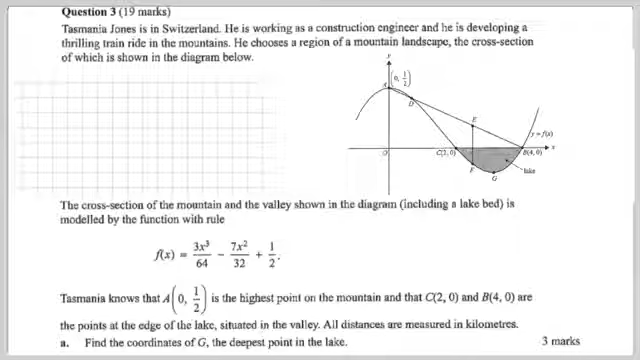 Question 3 (19 marks)
Tasmania Jones is in Switzerland. He is working as a construction engineer and he is developing a
thrilling train ride in the mountains. He chooses a region of a mountain landscape, the cross-section
of which is shown in the diagram below.
y
A (0, 1/2)
D
E
y = f(x)
O C(2, 0) B(4, 0) x
F lake
G
The cross-section of the mountain and the valley shown in the diagram (including a lake bed) is
modelled by the function with rule
f(x) = 3x³/64 − 7x²/32 + 1/2.
Tasmania knows that A(0, 1/2) is the highest point on the mountain and that C(2, 0) and B(4, 0) are
the points at the edge of the lake, situated in the valley. All distances are measured in kilometres.
a. Find the coordinates of G, the deepest point in the lake. 3 marks